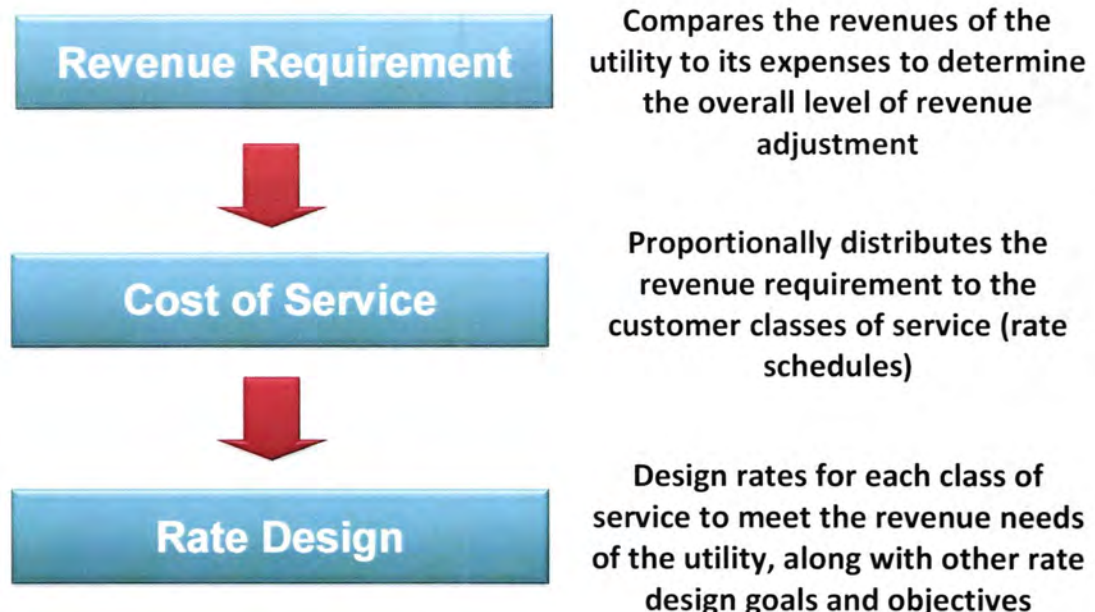 Revenue Requirement
Compares the revenues of the
utility to its expenses to determine
the overall level of revenue
adjustment
Cost of Service
Proportionally distributes the
revenue requirement to the
customer classes of service (rate
schedules)
Rate Design
Design rates for each class of
service to meet the revenue needs
of the utility, along with other rate
design goals and objectives